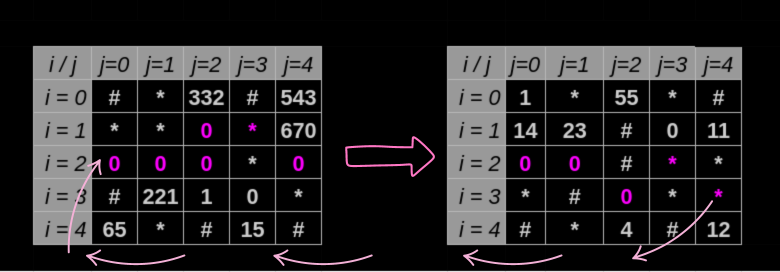 i / j j=0 j=1 j=2 j=3 j=4
i = 0 # * 332 # 543
i = 1 * * 0 * 670
i = 2 0 0 0 * 0
i = 3 # 221 1 0 *
i = 4 65 * # 15 #
i / j j=0 j=1 j=2 j=3 j=4
i = 0 1 * 55 * #
i = 1 14 23 # 0 11
i = 2 0 0 # * *
i = 3 * # 0 * *
i = 4 # * 4 # 12